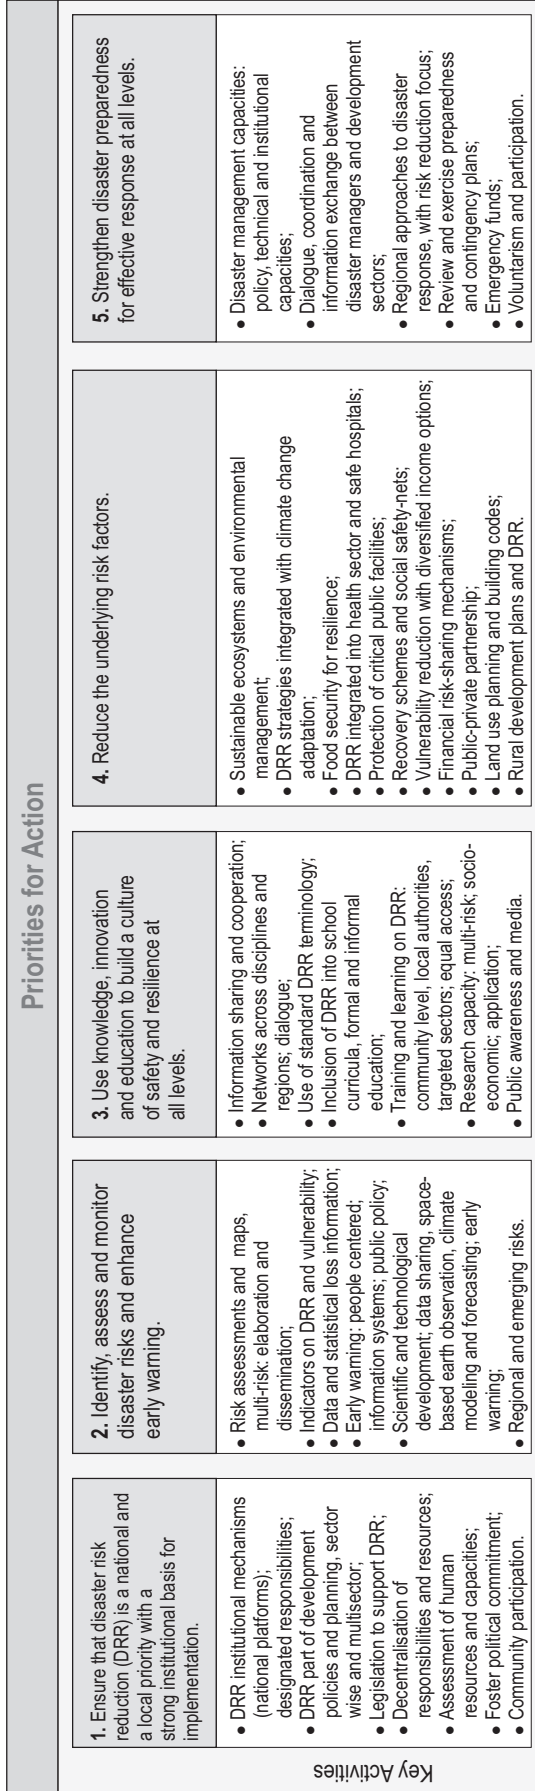 Priorities for Action
1. Ensure that disaster risk
reduction (DRR) is a national and
a local priority with a
strong institutional basis for
implementation.
2. Identify, assess and monitor
disaster risks and enhance
early warning.
3. Use knowledge, innovation
and education to build a culture
of safety and resilience at
all levels.
4. Reduce the underlying risk factors.
5. Strengthen disaster preparedness
for effective response at all levels.
Key Activities
● DRR institutional mechanisms
(national platforms);
designated responsibilities;
● DRR part of development
policies and planning, sector
wise and multisector;
● Legislation to support DRR;
● Decentralisation of
responsibilities and resources;
● Assessment of human
resources and capacities;
● Foster political commitment;
● Community participation.
● Risk assessments and maps,
multi-risk: elaboration and
dissemination;
● Indicators on DRR and vulnerability;
● Data and statistical loss information;
● Early warning: people centered;
information systems; public policy;
● Scientific and technological
development; data sharing, space-
based earth observation, climate
modeling and forecasting; early
warning;
● Regional and emerging risks.
● Information sharing and cooperation;
● Networks across disciplines and
regions; dialogue;
● Use of standard DRR terminology;
● Inclusion of DRR into school
curricula, formal and informal
education;
● Training and learning on DRR:
community level, local authorities,
targeted sectors; equal access;
● Research capacity: multi-risk; socio-
economic; application;
● Public awareness and media.
● Sustainable ecosystems and environmental
management;
● DRR strategies integrated with climate change
adaptation;
● Food security for resilience;
● DRR integrated into health sector and safe hospitals;
● Protection of critical public facilities;
● Recovery schemes and social safety-nets;
● Vulnerability reduction with diversified income options;
● Financial risk-sharing mechanisms;
● Public-private partnership;
● Land use planning and building codes;
● Rural development plans and DRR.
● Disaster management capacities:
policy, technical and institutional
capacities;
● Dialogue, coordination and
information exchange between
disaster managers and development
sectors;
● Regional approaches to disaster
response, with risk reduction focus;
● Review and exercise preparedness
and contingency plans;
● Emergency funds;
● Voluntarism and participation.